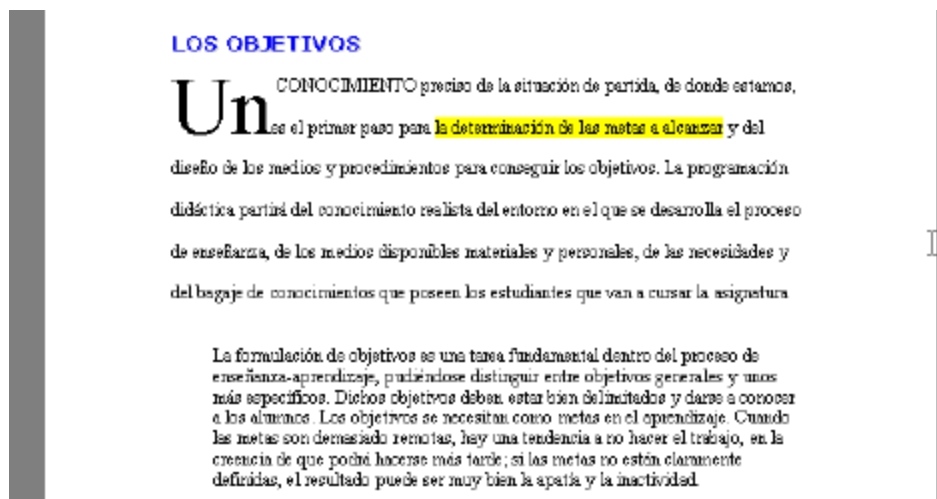 LOS OBJETIVOS
Un CONOCIMIENTO preciso de la situación de partida, de donde estamos,
es el primer paso para la determinación de las metas a alcanzar y del
diseño de los medios y procedimientos para conseguir los objetivos. La programación
didáctica partirá del conocimiento realista del entorno en el que se desarrolla el proceso
de enseñanza, de los medios disponibles materiales y personales, de las necesidades y
del bagaje de conocimientos que poseen los estudiantes que van a cursar la asignatura
La formulación de objetivos es una tarea fundamental dentro del proceso de
enseñanza-aprendizaje, pudiéndose distinguir entre objetivos generales y unos
más específicos. Dichos objetivos deben estar bien delimitados y darse a conocer
a los alumnos. Los objetivos se necesitan como metas en el aprendizaje. Cuando
las metas son demasiado remotas, hay una tendencia a no hacer el trabajo, en la
creencia de que podrá hacerse más tarde; si las metas no están claramente
definidas, el resultado puede ser muy bien la apatía y la inactividad.